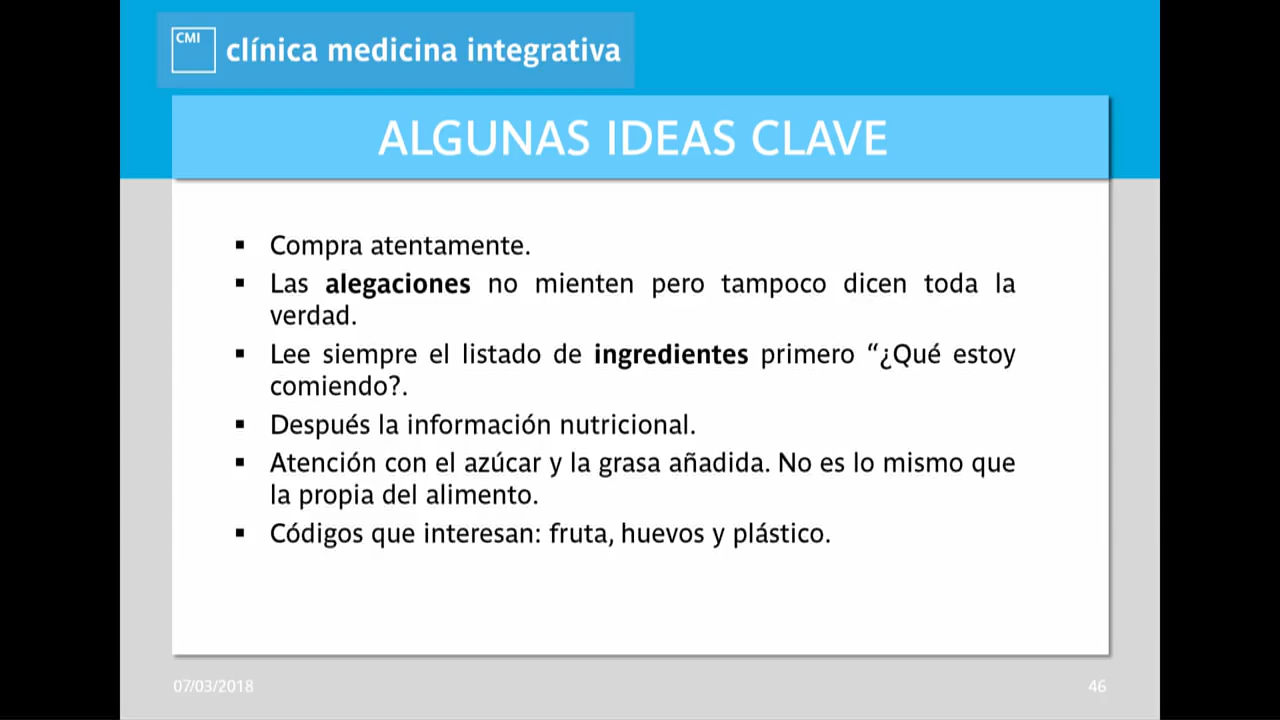 CMI
clínica medicina integrativa
ALGUNAS IDEAS CLAVE
▪ Compra atentamente.
▪ Las alegaciones no mienten pero tampoco dicen toda la
verdad.
▪ Lee siempre el listado de ingredientes primero “¿Qué estoy
comiendo?.
▪ Después la información nutricional.
▪ Atención con el azúcar y la grasa añadida. No es lo mismo que
la propia del alimento.
▪ Códigos que interesan: fruta, huevos y plástico.
07/03/2018
46